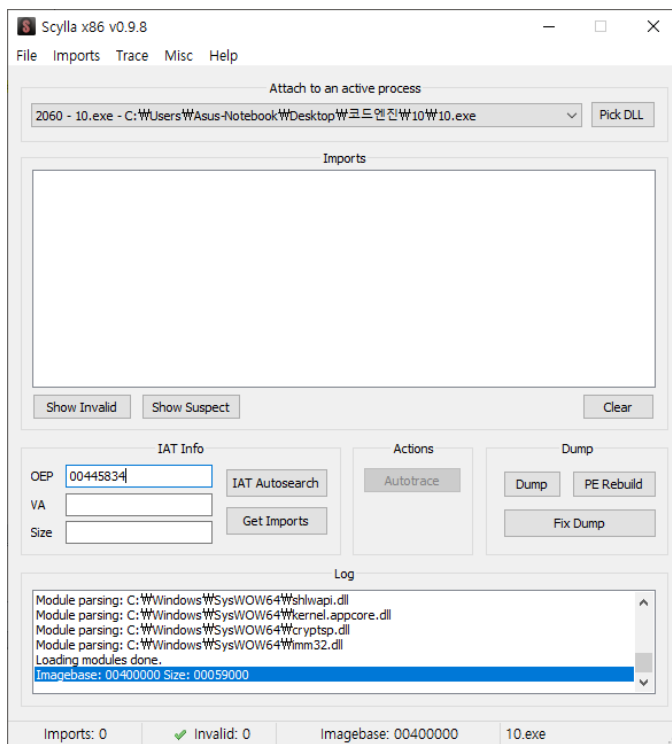 Scylla x86 v0.9.8
File Imports Trace Misc Help
Attach to an active process
2060 - 10.exe - C:₩Users₩Asus-Notebook₩Desktop₩코드엔진₩10₩10.exe
Pick DLL
Imports
Show Invalid Show Suspect Clear
IAT Info
OEP 00445834
IAT Autosearch
VA
Size
Get Imports
Actions
Autotrace
Dump
Dump PE Rebuild
Fix Dump
Log
Module parsing: C:₩Windows₩SysWOW64₩shlwapi.dll
Module parsing: C:₩Windows₩SysWOW64₩kernel.appcore.dll
Module parsing: C:₩Windows₩SysWOW64₩cryptsp.dll
Module parsing: C:₩Windows₩SysWOW64₩imm32.dll
Loading modules done.
Imagebase: 00400000 Size: 00059000
Imports: 0 Invalid: 0 Imagebase: 00400000 10.exe